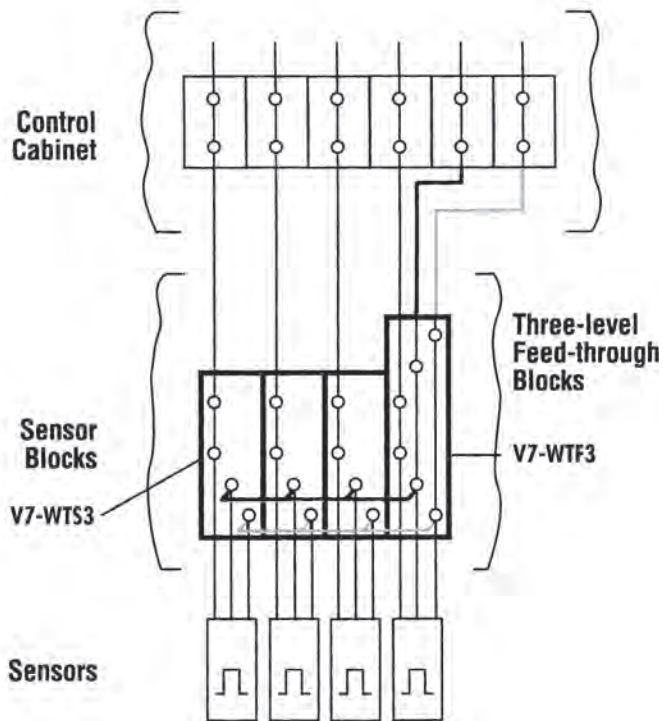 Control
Cabinet
Three-level
Feed-through
Blocks
Sensor
Blocks
V7-WTF3
V7-WTS3
Sensors